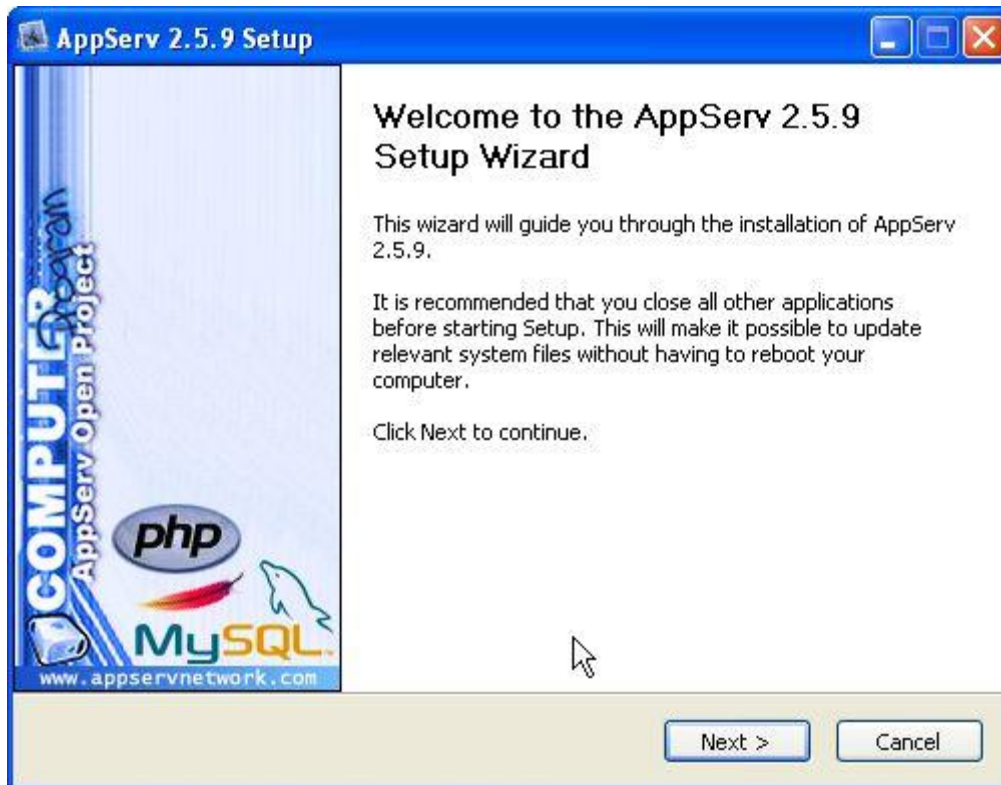 AppServ 2.5.9 Setup
COMPUTER
Program
AppServ Open Project
php
MySQL
www.appservnetwork.com
Welcome to the AppServ 2.5.9
Setup Wizard
This wizard will guide you through the installation of AppServ
2.5.9.
It is recommended that you close all other applications
before starting Setup. This will make it possible to update
relevant system files without having to reboot your
computer.
Click Next to continue.
Next >
Cancel